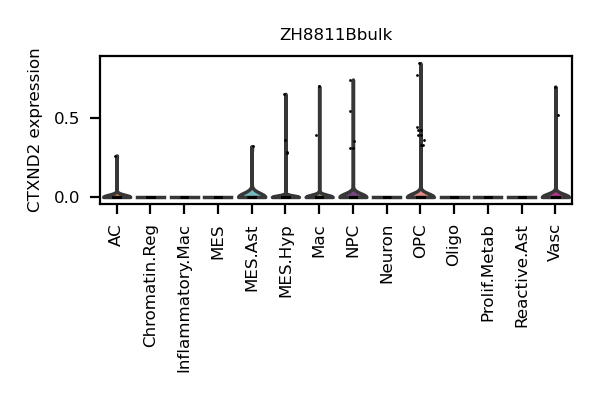 ZH8811Bbulk
CTXND2 expression
0.5
0.0
AC
Chromatin.Reg
Inflammatory.Mac
MES
MES.Ast
MES.Hyp
Mac
NPC
Neuron
OPC
Oligo
Prolif.Metab
Reactive.Ast
Vasc